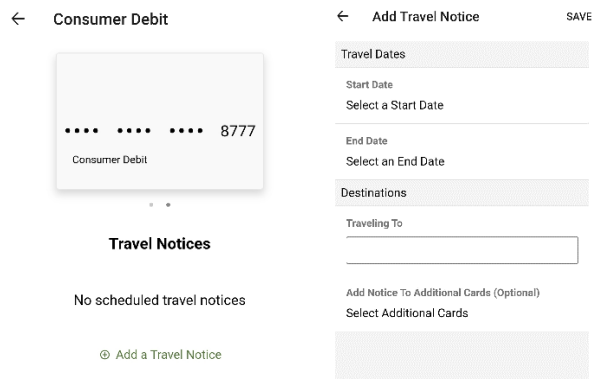 Consumer Debit
•••• •••• •••• 8777
Consumer Debit
Travel Notices
No scheduled travel notices
Add a Travel Notice
Add Travel Notice SAVE
Travel Dates
Start Date
Select a Start Date
End Date
Select an End Date
Destinations
Traveling To
Add Notice To Additional Cards (Optional)
Select Additional Cards